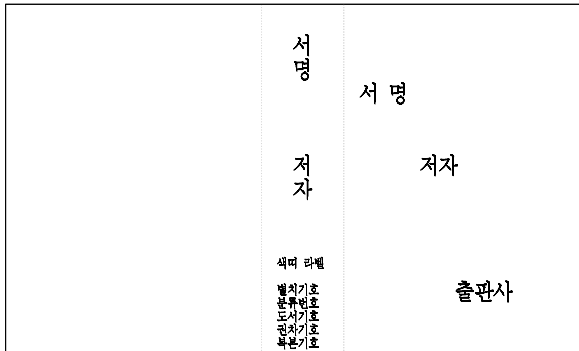 서명
저자
색띠 라벨
별치기호
분류번호
도서기호
권차기호
복본기호
서 명
저자
출판사